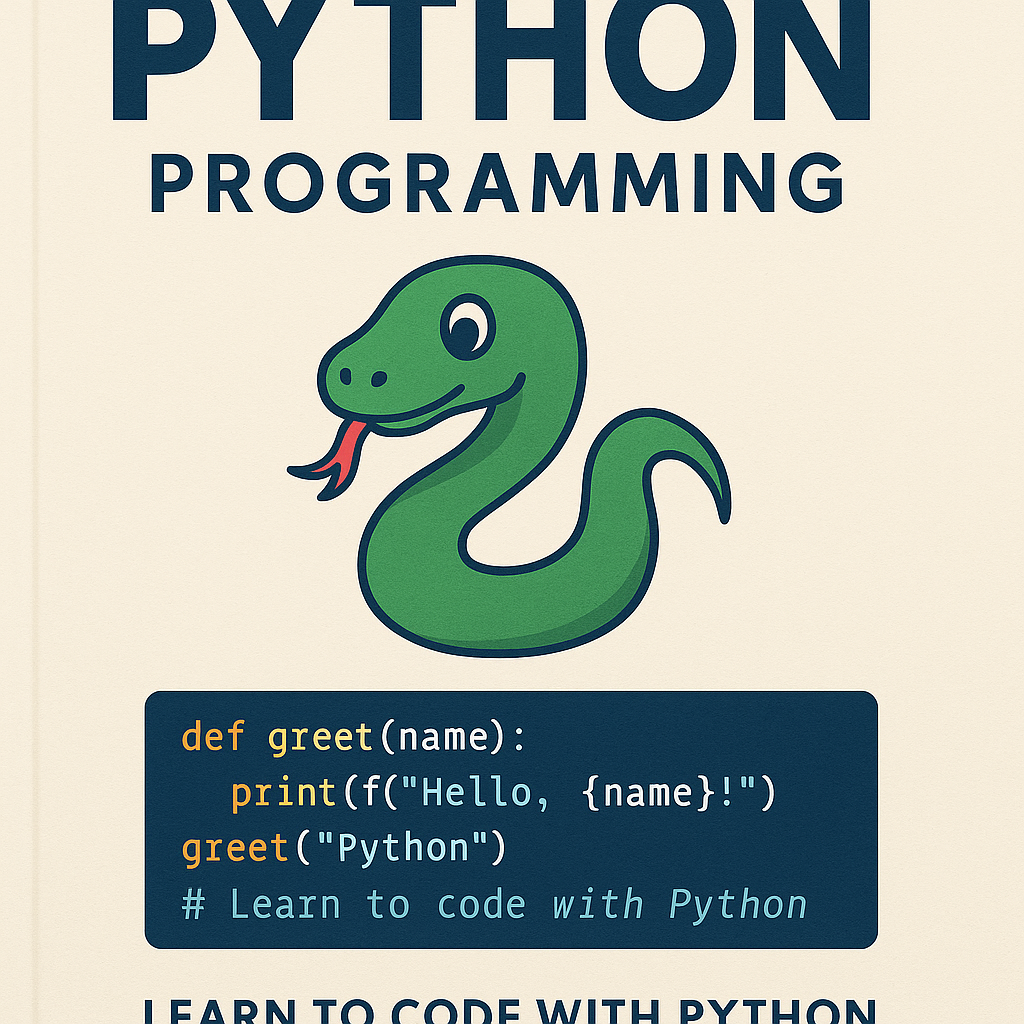 PYTHON
PROGRAMMING
def greet(name):
  print(f("Hello, {name}!")
greet("Python")
# Learn to code with Python
LEARN TO CODE WITH PYTHON